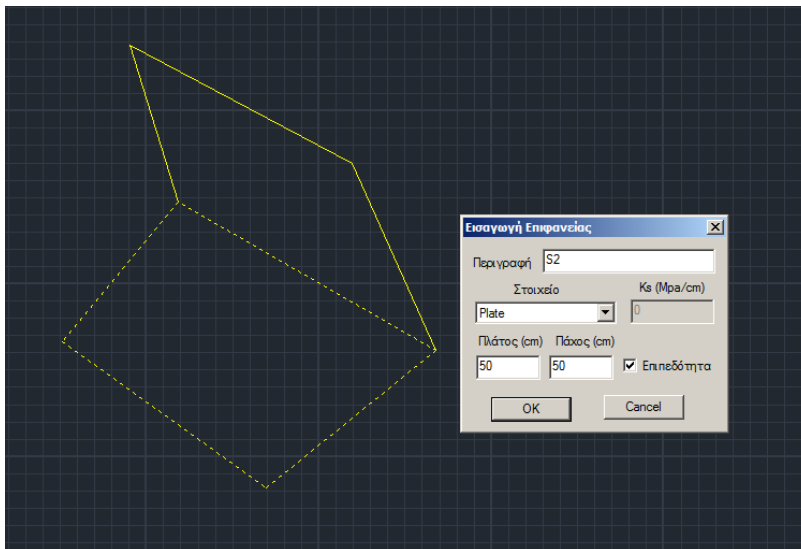 Εισαγωγή Επιφανείας
Περιγραφή S2
Στοιχείο Ks (Mpa/cm)
Plate 0
Πλάτος (cm) Πάχος (cm)
50 50 Επιπεδότητα
OK Cancel